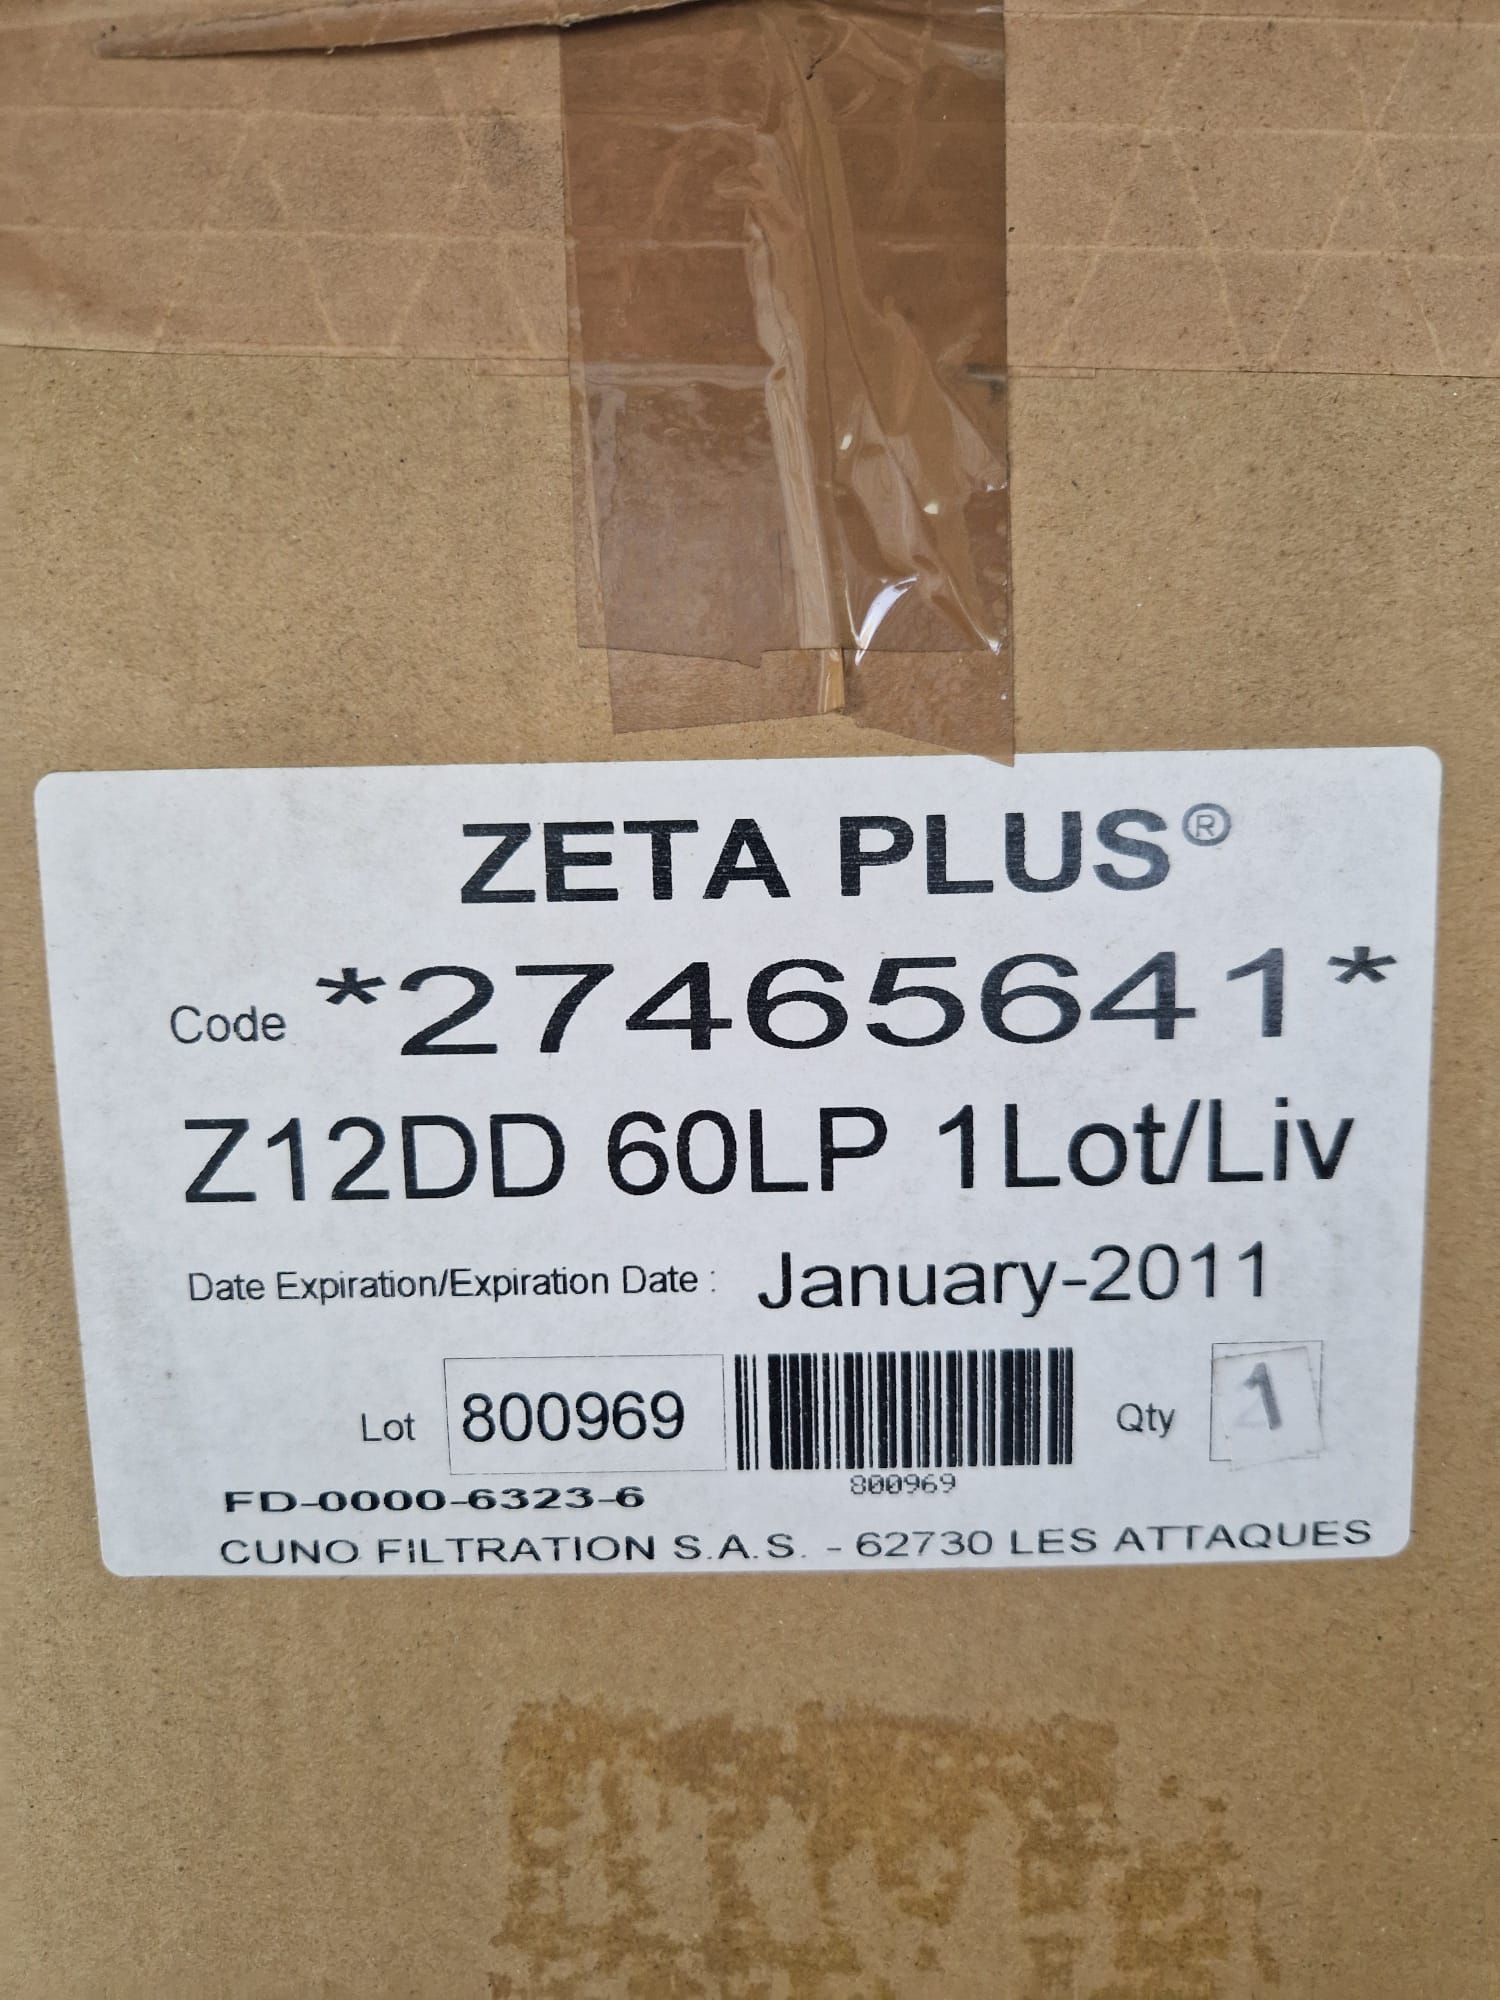 ZETA PLUS®
Code *27465641*
Z12DD 60LP 1Lot/Liv
Date Expiration/Expiration Date : January-2011
Lot 800969 Qty 1
800969
FD-0000-6323-6
CUNO FILTRATION S.A.S. - 62730 LES ATTAQUES